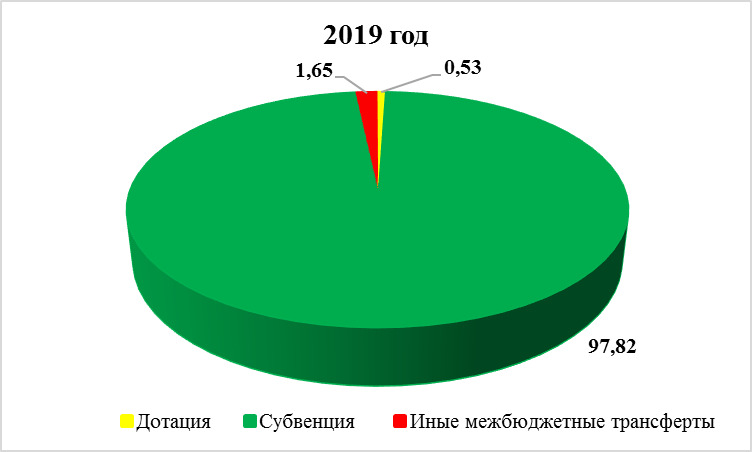 2019 год
1,65
0,53
97,82
Дотация
Субвенция
Иные межбюджетные трансферты